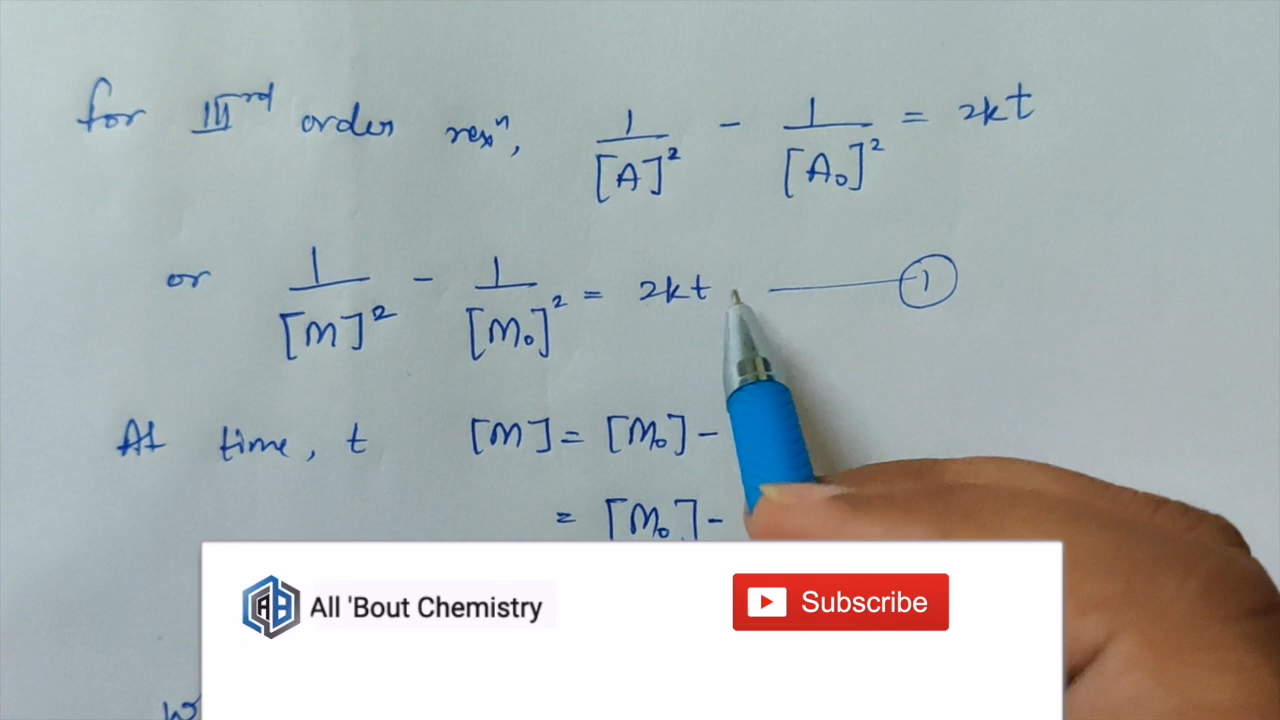 for IIIrd order rexn, 1/[A]² - 1/[A₀]² = 2kt
or 1/[M]² - 1/[M₀]² = 2kt —— 1
At time, t [M] = [M₀] -
= [M₀] -
All 'Bout Chemistry
Subscribe